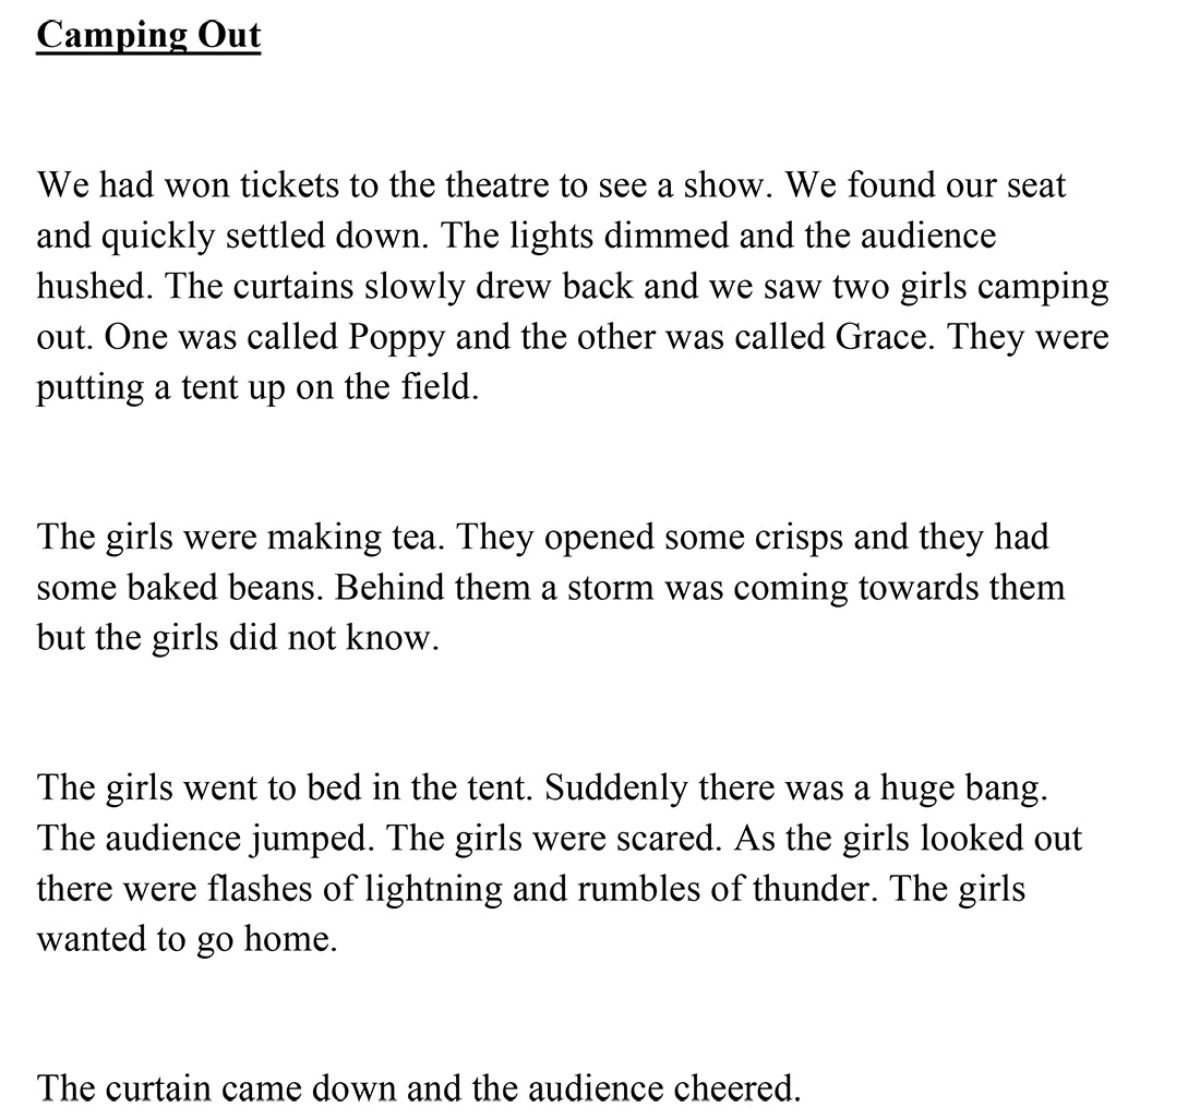 Camping Out
We had won tickets to the theatre to see a show. We found our seat
and quickly settled down. The lights dimmed and the audience
hushed. The curtains slowly drew back and we saw two girls camping
out. One was called Poppy and the other was called Grace. They were
putting a tent up on the field.
The girls were making tea. They opened some crisps and they had
some baked beans. Behind them a storm was coming towards them
but the girls did not know.
The girls went to bed in the tent. Suddenly there was a huge bang.
The audience jumped. The girls were scared. As the girls looked out
there were flashes of lightning and rumbles of thunder. The girls
wanted to go home.
The curtain came down and the audience cheered.